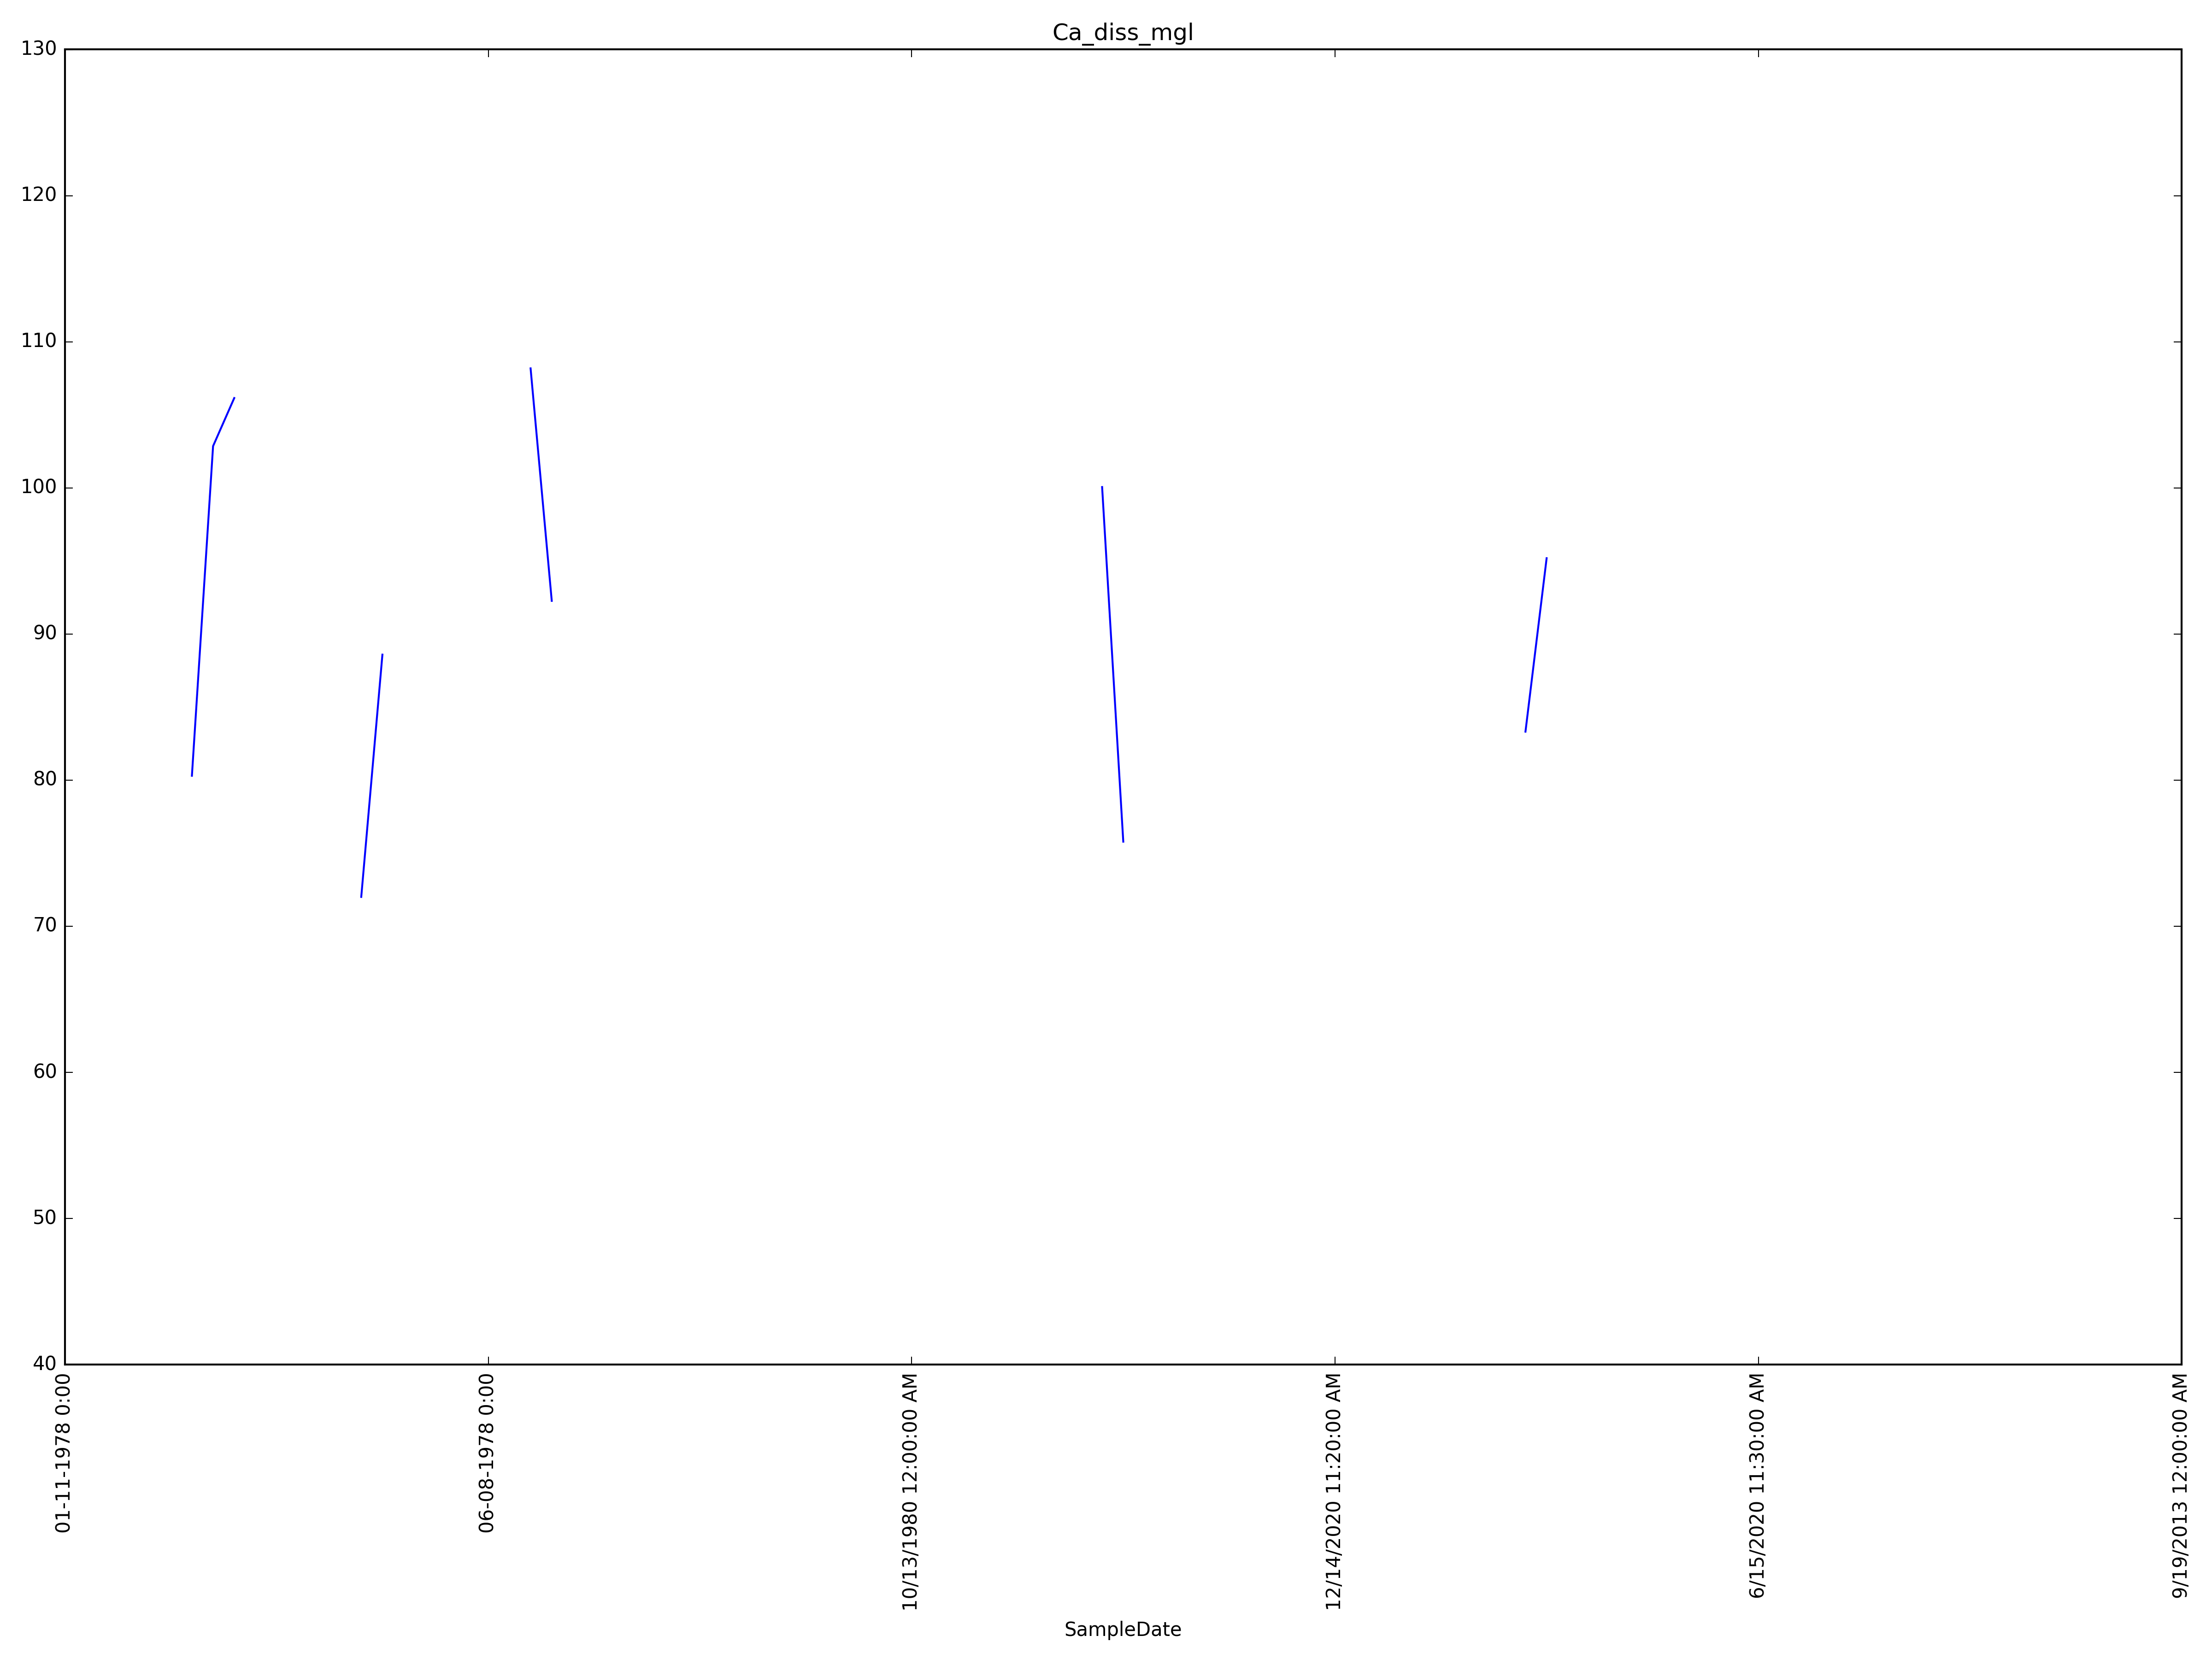 Ca_diss_mgl
130
120
110
100
90
80
70
60
50
40
01-11-1978 0:00
06-08-1978 0:00
10/13/1980 12:00:00 AM
12/14/2020 11:20:00 AM
6/15/2020 11:30:00 AM
9/19/2013 12:00:00 AM
SampleDate